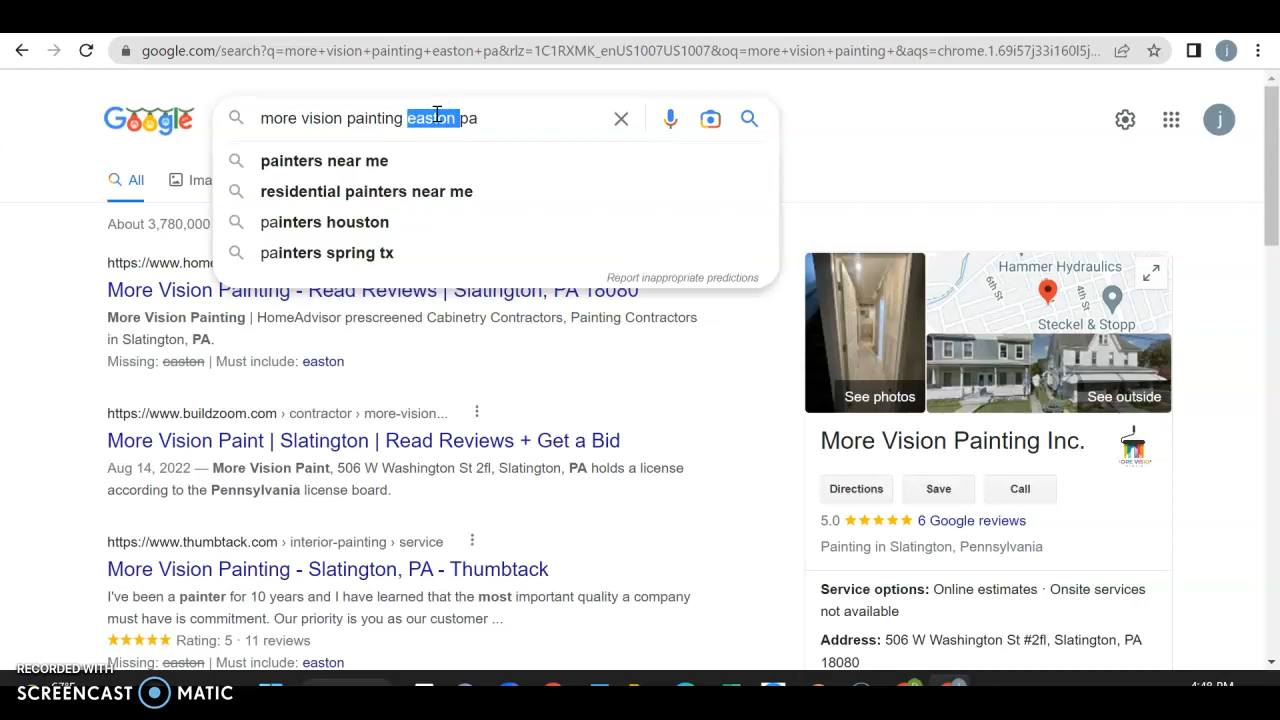 google.com/search?q=more+vision+painting+easton+pa&rlz=1C1RXMK_enUS1007US1007&oq=more+vision+painting+&aqs=chrome.1.69i57j33i160l5j...
j
Google
more vision painting easton pa
j
painters near me
All
Ima
residential painters near me
About 3,780,000
painters houston
painters spring tx
https://www.home
Report inappropriate predictions
More Vision Painting - Read Reviews | Slatington, PA 18080
More Vision Painting | HomeAdvisor prescreened Cabinetry Contractors, Painting Contractors
in Slatington, PA.
Missing: easton | Must include: easton
https://www.buildzoom.com › contractor › more-vision...
More Vision Paint | Slatington | Read Reviews + Get a Bid
Aug 14, 2022 — More Vision Paint, 506 W Washington St 2fl, Slatington, PA holds a license
according to the Pennsylvania license board.
https://www.thumbtack.com › interior-painting › service
More Vision Painting - Slatington, PA - Thumbtack
I've been a painter for 10 years and I have learned that the most important quality a company
must have is commitment. Our priority is you as our customer ...
Rating: 5 · 11 reviews
Missing: easton | Must include: easton
Hammer Hydraulics
6th St
4th St
Steckel & Stopp
See photos
See outside
More Vision Painting Inc.
Directions
Save
Call
5.0
6 Google reviews
Painting in Slatington, Pennsylvania
Service options: Online estimates · Onsite services
not available
Address: 506 W Washington St #2fl, Slatington, PA
18080
RECORDED WITH
SCREENCAST MATIC
4:48 PM